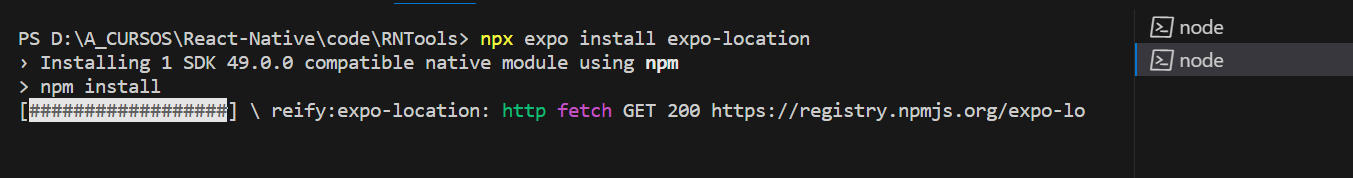 PS D:\A_CURSOS\React-Native\code\RNTools> npx expo install expo-location
› Installing 1 SDK 49.0.0 compatible native module using npm
> npm install
[##################] \ reify:expo-location: http fetch GET 200 https://registry.npmjs.org/expo-lo
node
node